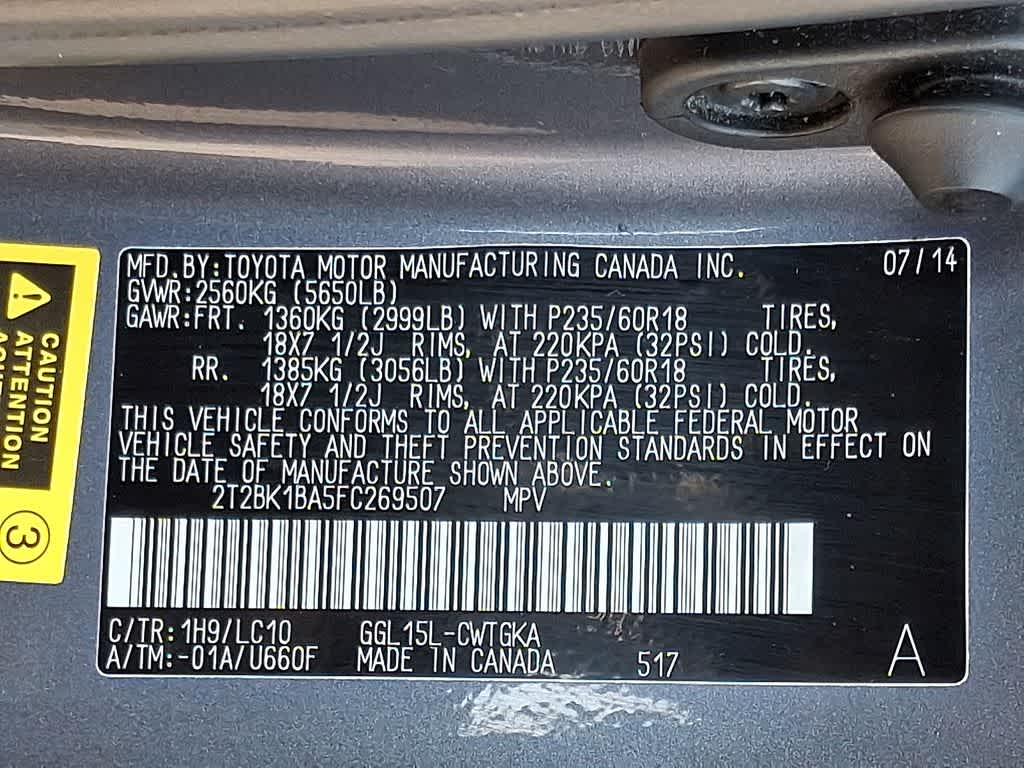 MFD.BY:TOYOTA MOTOR MANUFACTURING CANADA INC. 07/14
GVWR:2560KG (5650LB)
GAWR:FRT. 1360KG (2999LB) WITH P235/60R18 TIRES,
18X7 1/2J RIMS, AT 220KPA (32PSI) COLD.
RR. 1385KG (3056LB) WITH P235/60R18 TIRES,
18X7 1/2J RIMS, AT 220KPA (32PSI) COLD.
THIS VEHICLE CONFORMS TO ALL APPLICABLE FEDERAL MOTOR
VEHICLE SAFETY AND THEFT PREVENTION STANDARDS IN EFFECT ON
THE DATE OF MANUFACTURE SHOWN ABOVE.
2T2BK1BA5FC269507 MPV
C/TR:1H9/LC10 GGL15L-CWTGKA
A/TM:-01A/U660F MADE IN CANADA 517 A
CAUTION
ATTENTION
3